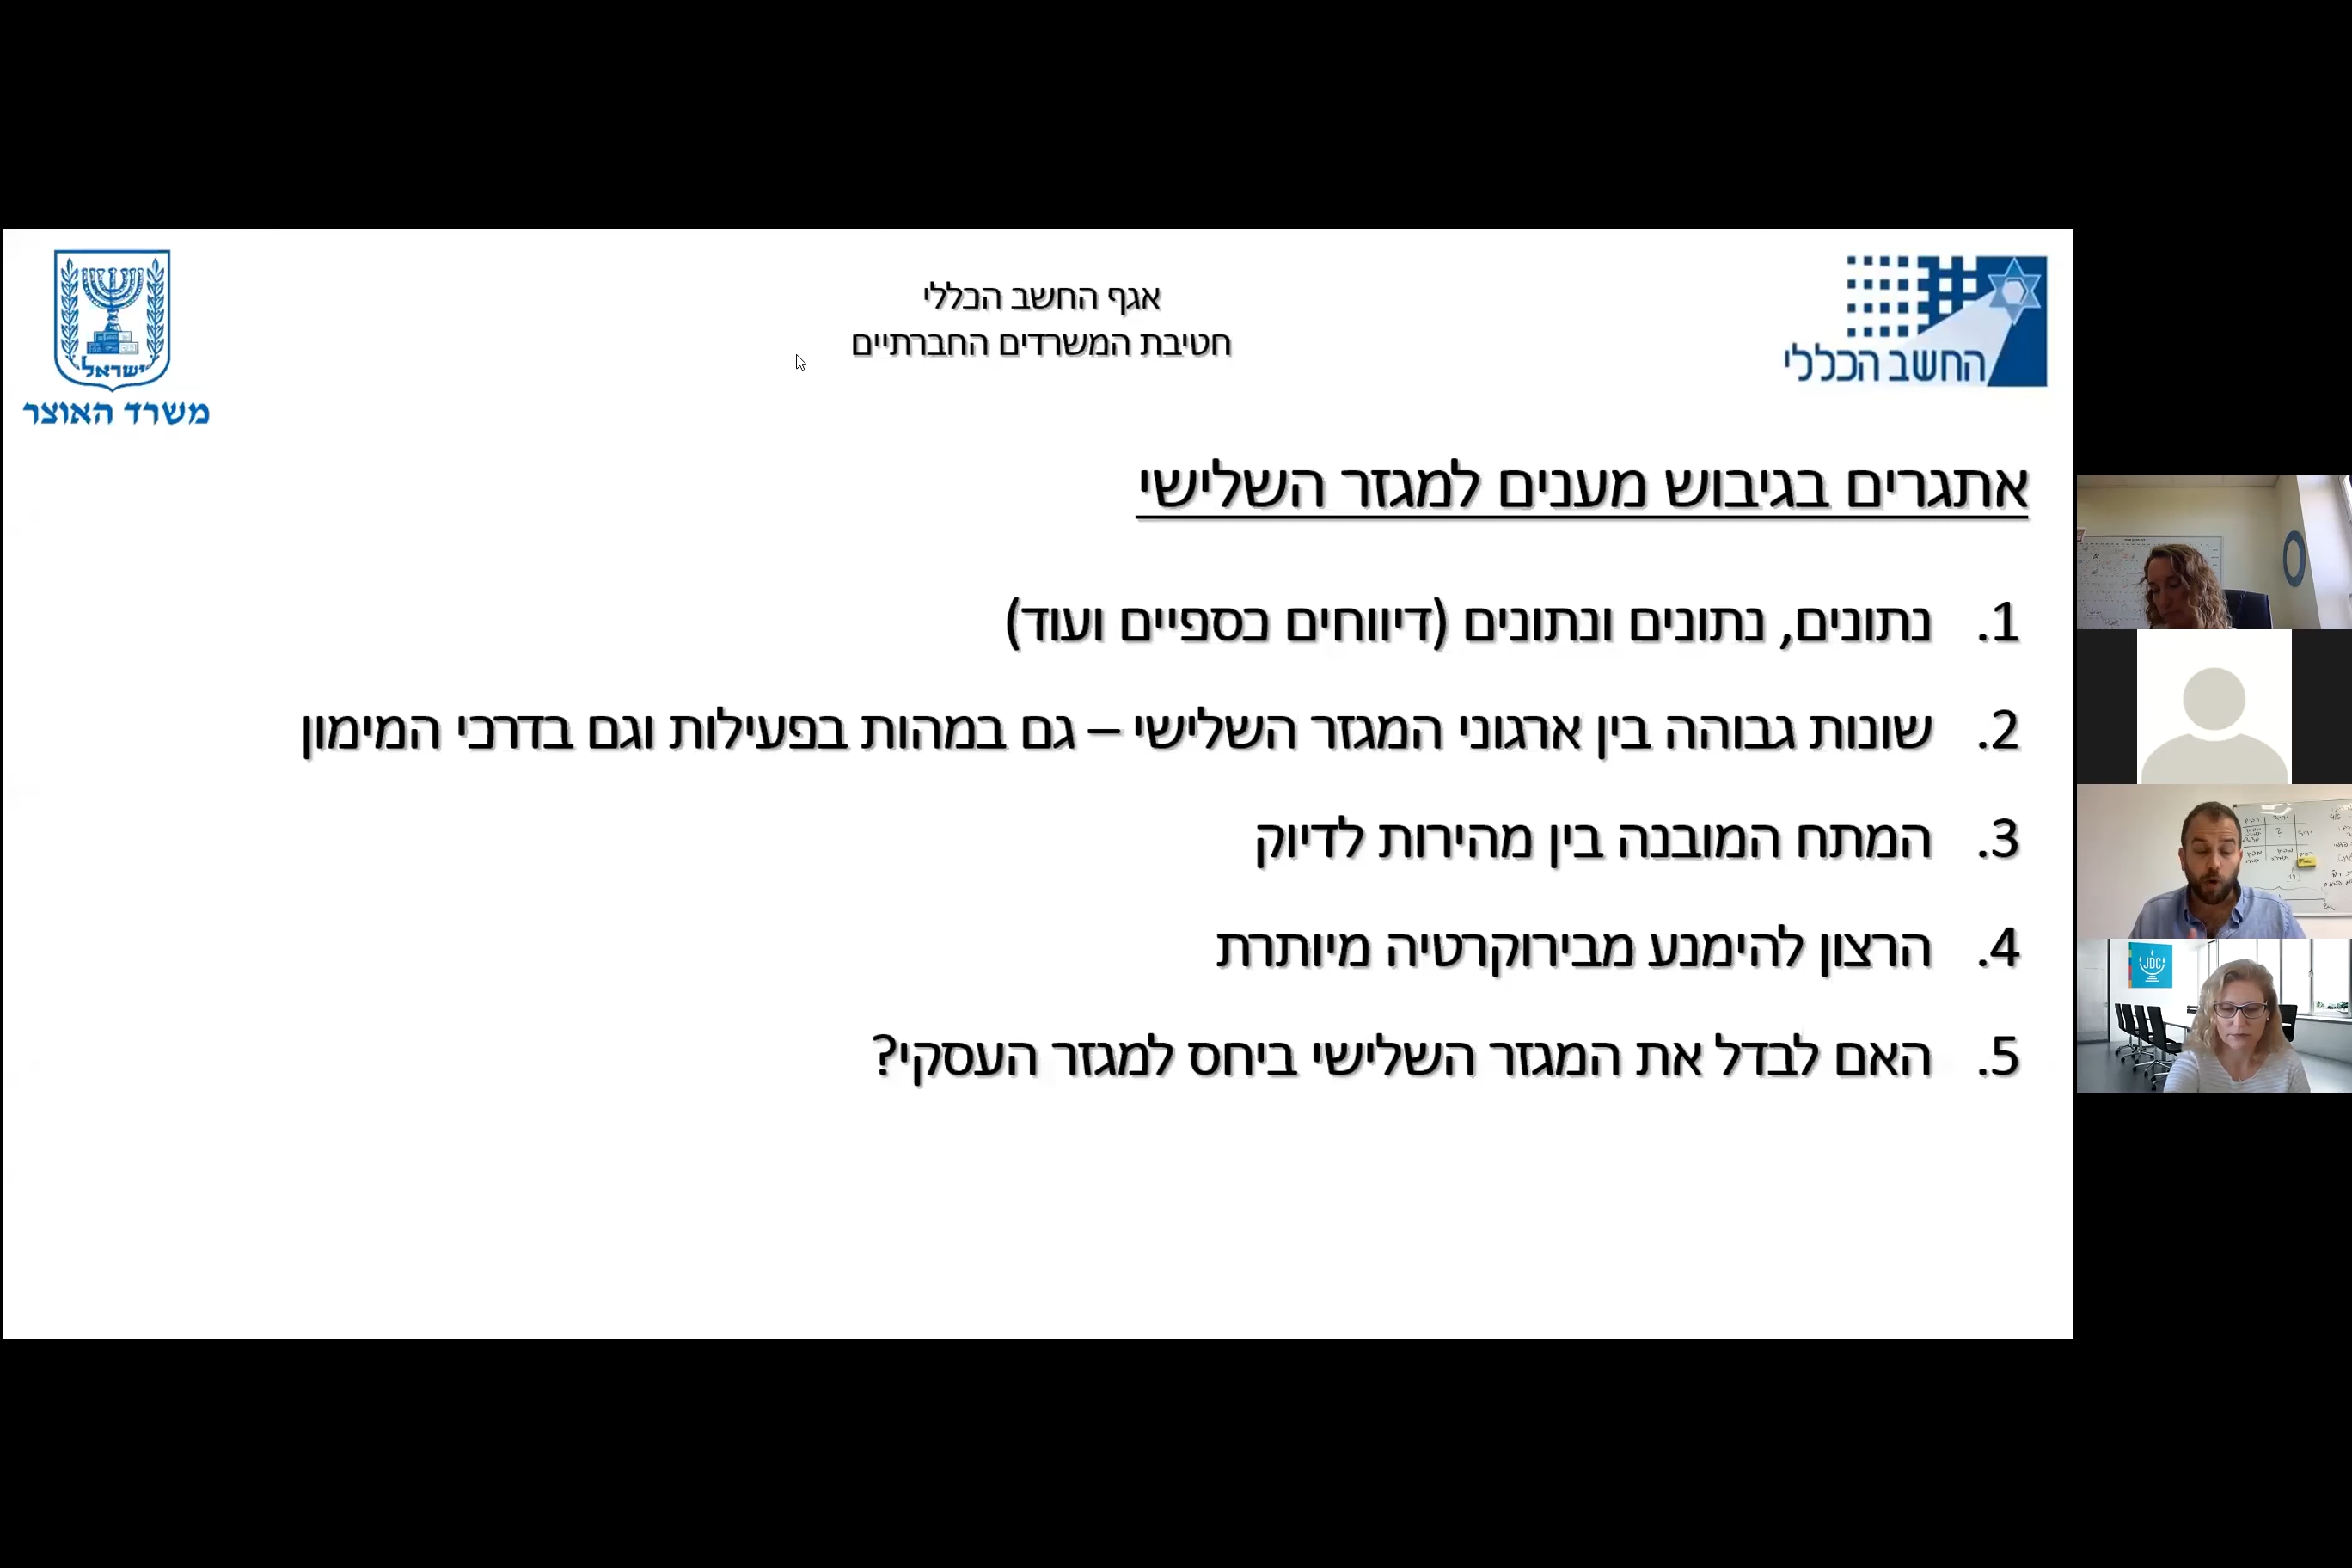 אגף החשב הכללי
חטיבת המשרדים החברתיים
החשב הכללי
ישראל
משרד האוצר
אתגרים בגיבוש מענים למגזר השלישי
1. נתונים, נתונים ונתונים (דיווחים כספיים ועוד)
2. שונות גבוהה בין ארגוני המגזר השלישי – גם במהות בפעילות וגם בדרכי המימון
3. המתח המובנה בין מהירות לדיוק
4. הרצון להימנע מבירוקרטיה מיותרת
5. האם לבדל את המגזר השלישי ביחס למגזר העסקי?
JDC